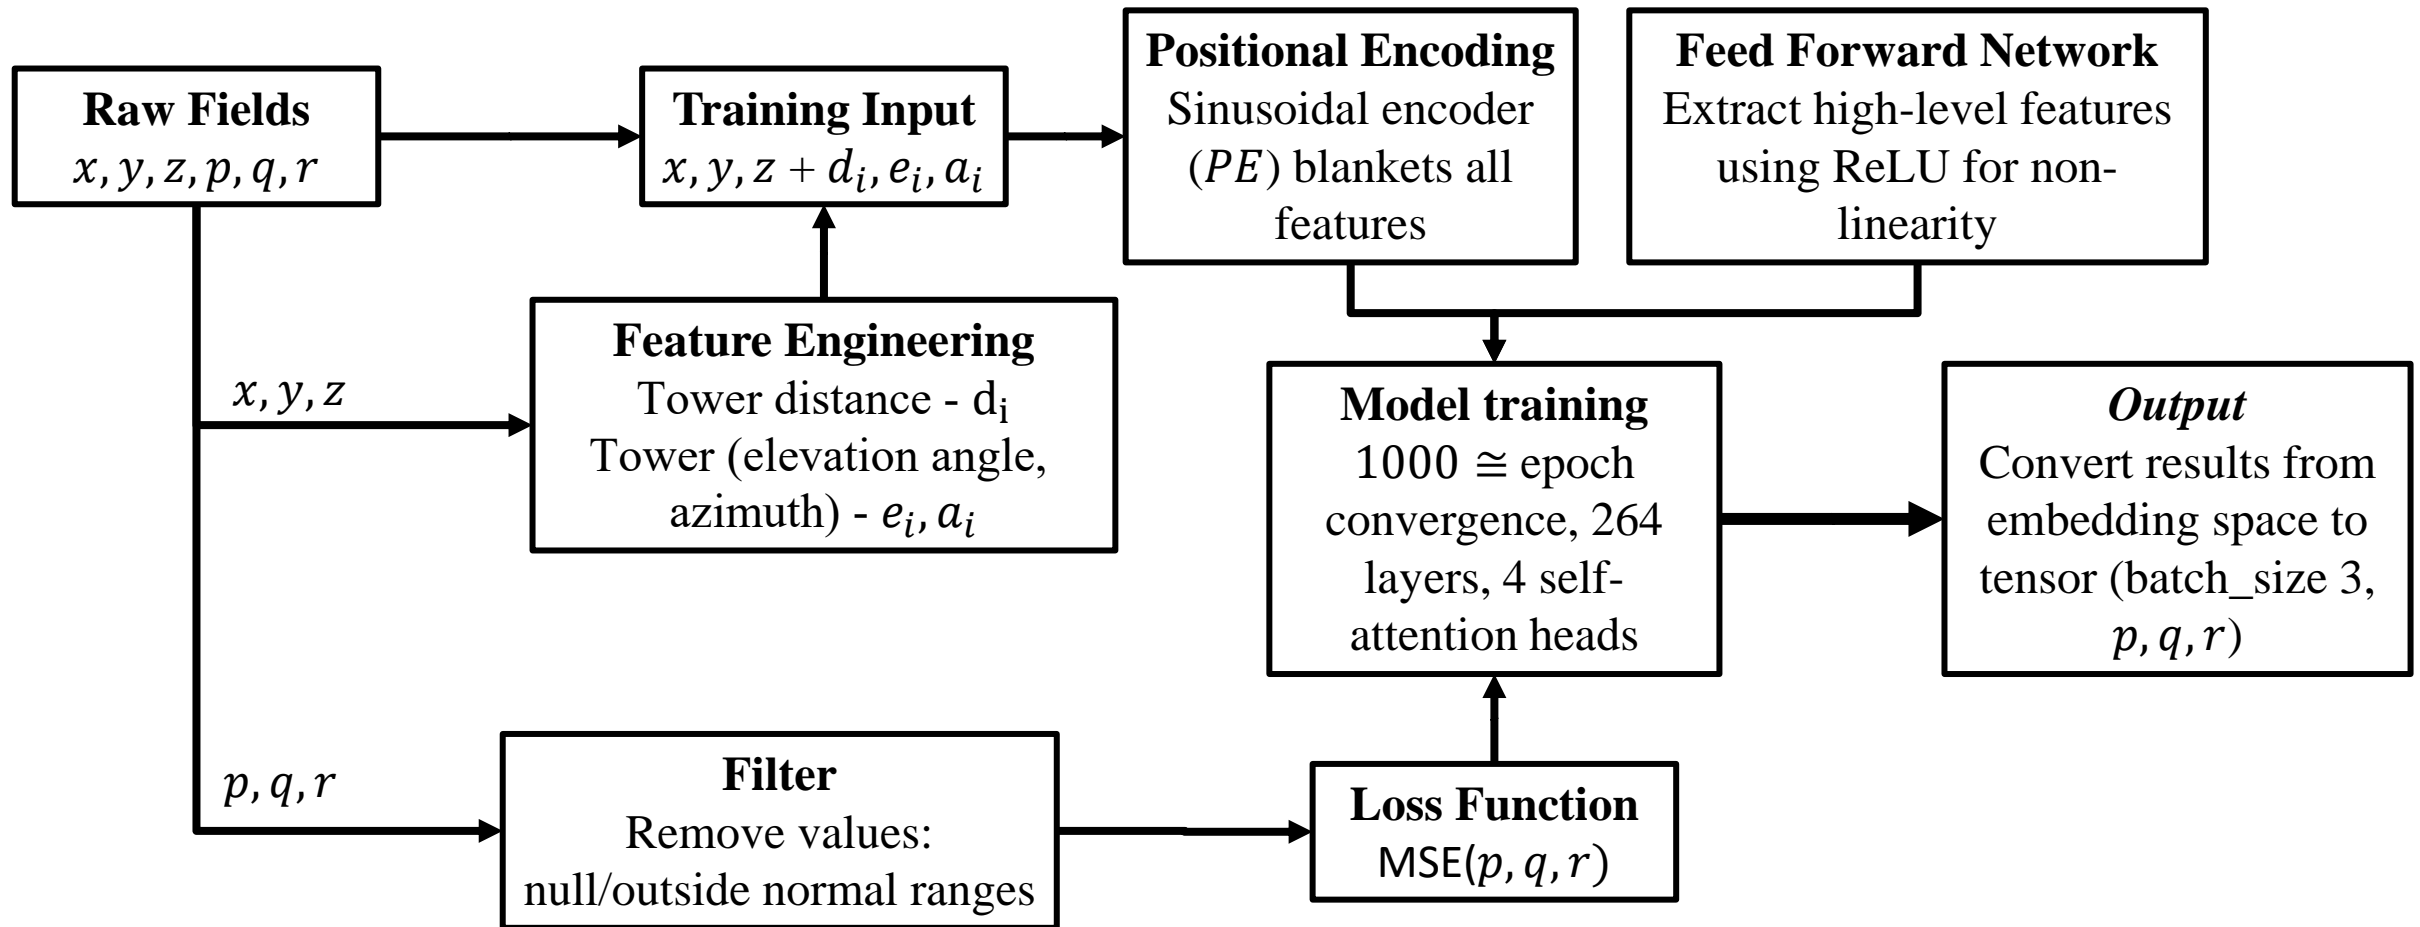 Raw Fields
x, y, z, p, q, r
Training Input
x, y, z + dᵢ, eᵢ, aᵢ
Positional Encoding
Sinusoidal encoder
(PE) blankets all
features
Feed Forward Network
Extract high-level features
using ReLU for non-
linearity
x, y, z
Feature Engineering
Tower distance - dᵢ
Tower (elevation angle,
azimuth) - eᵢ, aᵢ
Model training
1000 ≅ epoch
convergence, 264
layers, 4 self-
attention heads
Output
Convert results from
embedding space to
tensor (batch_size 3,
p, q, r)
p, q, r
Filter
Remove values:
null/outside normal ranges
Loss Function
MSE(p, q, r)